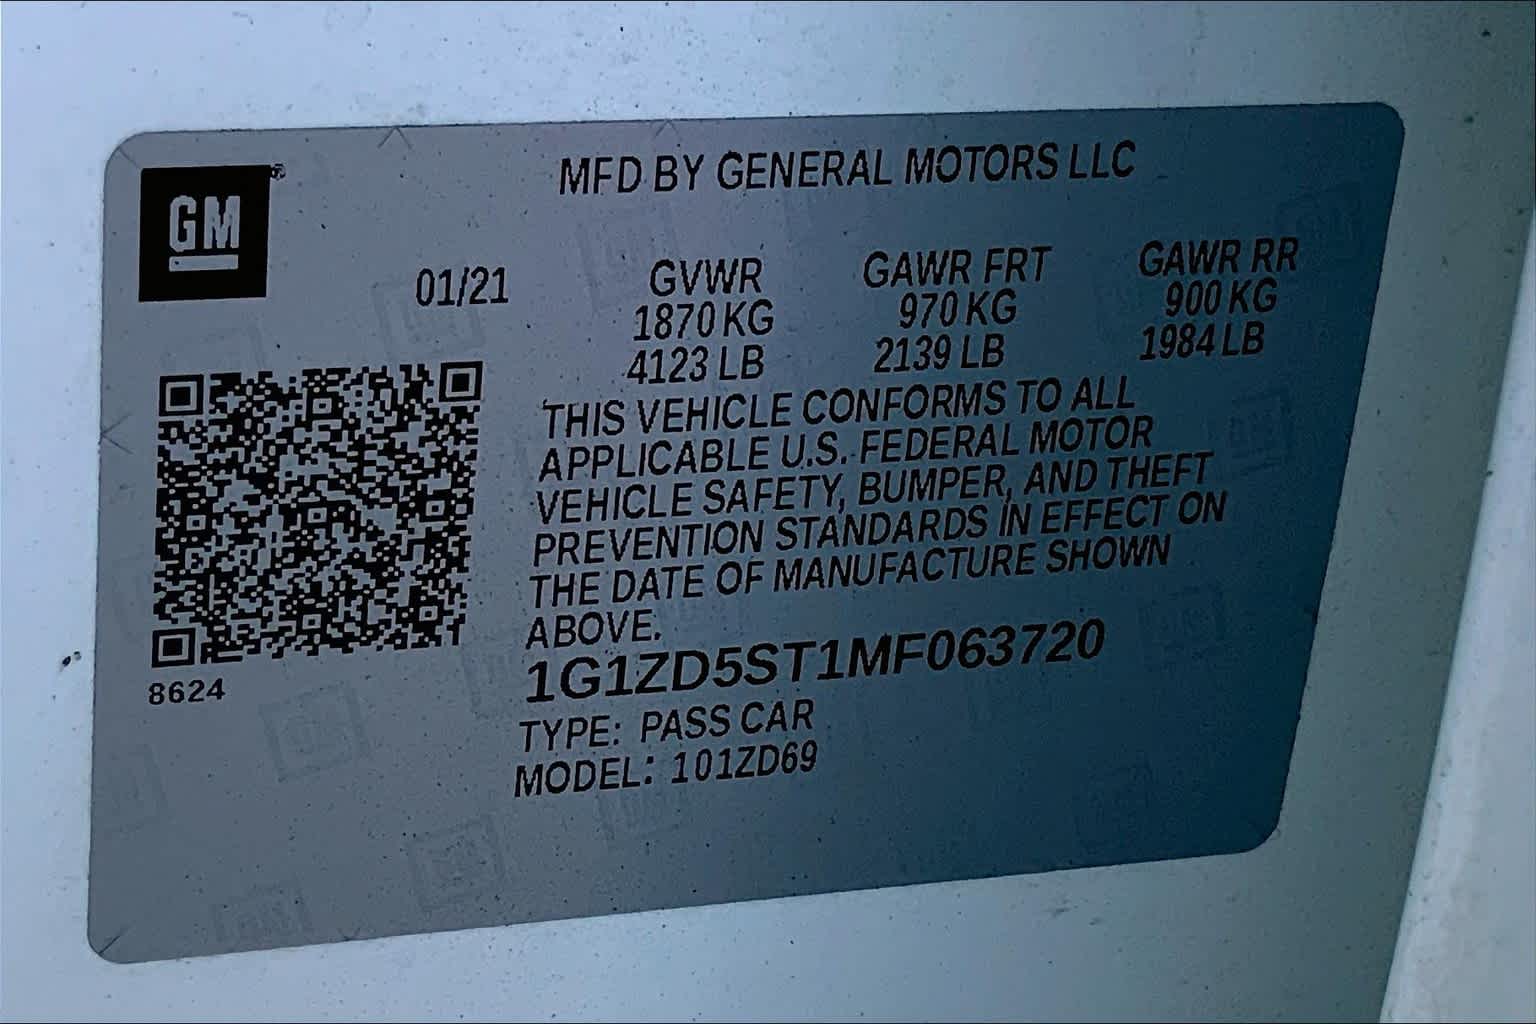 MFD BY GENERAL MOTORS LLC
GM®
01/21
GVWR GAWR FRT GAWR RR
1870 KG 970 KG 900 KG
4123 LB 2139 LB 1984 LB
THIS VEHICLE CONFORMS TO ALL
APPLICABLE U.S. FEDERAL MOTOR
VEHICLE SAFETY, BUMPER, AND THEFT
PREVENTION STANDARDS IN EFFECT ON
THE DATE OF MANUFACTURE SHOWN
ABOVE.
1G1ZD5ST1MF063720
8624
TYPE: PASS CAR
MODEL: 101ZD69